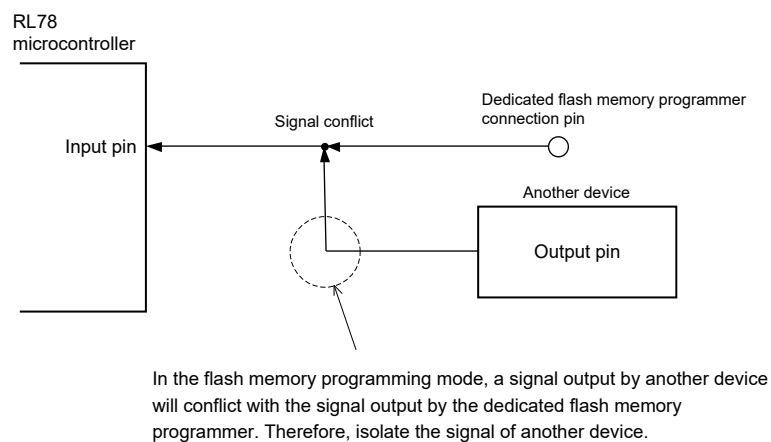 RL78
microcontroller
Dedicated flash memory programmer
connection pin
Signal conflict
Input pin
Another device
Output pin
In the flash memory programming mode, a signal output by another device
will conflict with the signal output by the dedicated flash memory
programmer. Therefore, isolate the signal of another device.